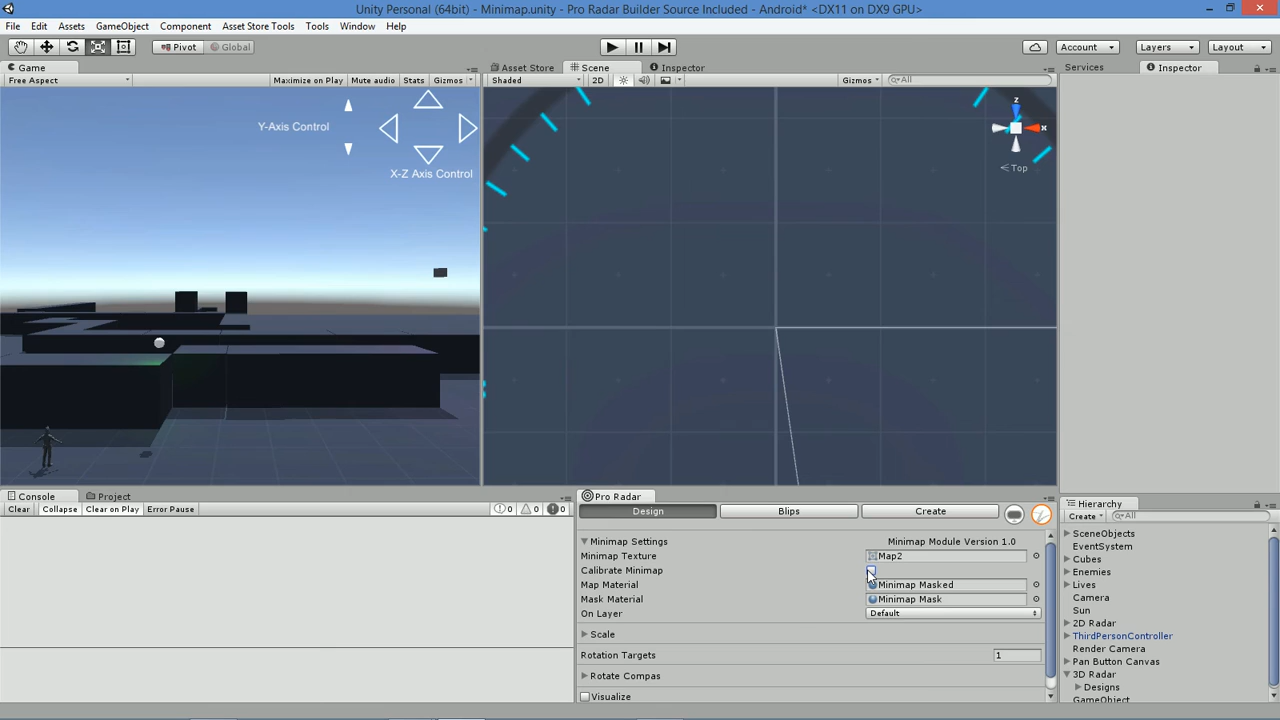 Unity Personal (64bit) - Minimap.unity - Pro Radar Builder Source Included - Android* <DX11 on DX9 GPU>
File Edit Assets GameObject Component Asset Store Tools Tools Window Help
Pivot Global Account Layers Layout
Game Asset Store Scene Inspector Services Inspector
Free Aspect Maximize on Play Mute audio Stats Gizmos Shaded 2D Gizmos All
Y-Axis Control
X-Z Axis Control
z
x
Top
Console Project
Clear Collapse Clear on Play Error Pause 0 0 0
Pro Radar
Design Blips Create
Minimap Settings Minimap Module Version 1.0
Minimap Texture Map2
Calibrate Minimap
Map Material Minimap Masked
Mask Material Minimap Mask
On Layer Default
Scale
Rotation Targets 1
Rotate Compas
Visualize
Hierarchy
Create All
SceneObjects
EventSystem
Cubes
Enemies
Lives
Camera
Sun
2D Radar
ThirdPersonController
Render Camera
Pan Button Canvas
3D Radar
Designs
GameObject